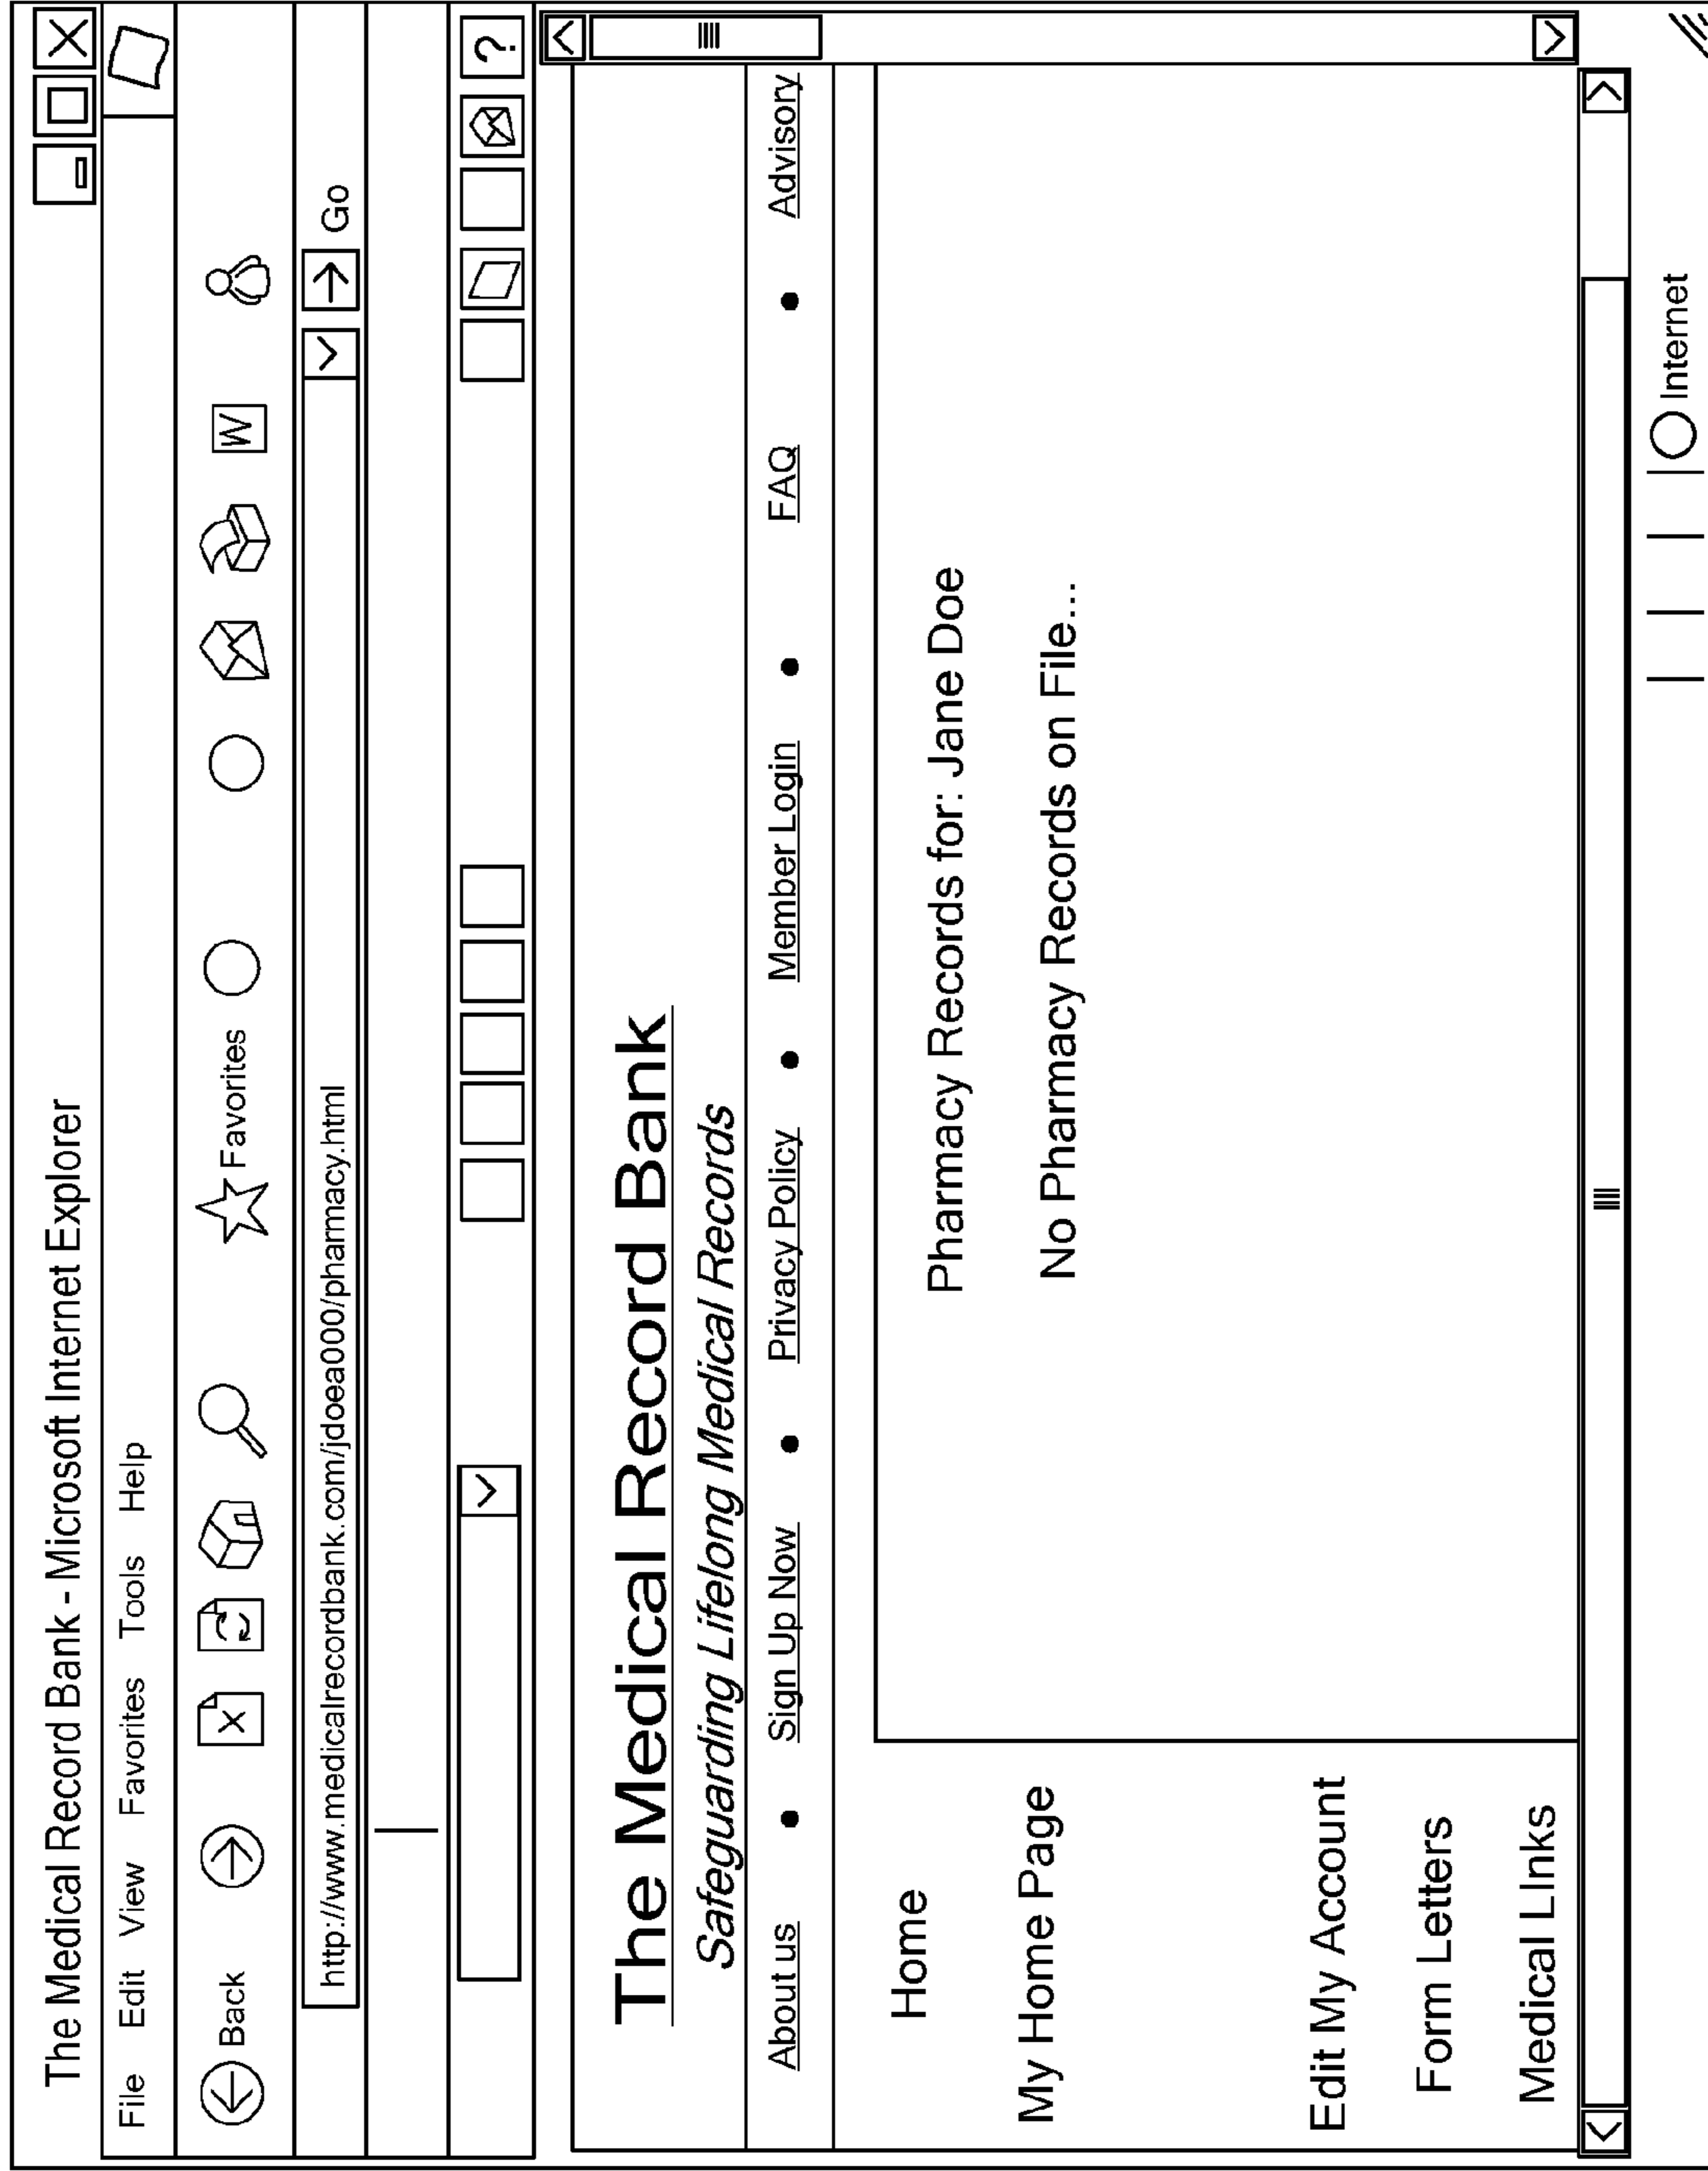 The Medical Record Bank - Microsoft Internet Explorer
File Edit View Favorites Tools Help
Back Favorites W
http://www.medicalrecordbank.com/jdoea000/pharmacy.html Go
?
The Medical Record Bank
Safeguarding Lifelong Medical Records
About us • Sign Up Now • Privacy Policy • Member Login • FAQ • Advisory
Home
Pharmacy Records for: Jane Doe
My Home Page
No Pharmacy Records on File...
Edit My Account
Form Letters
Medical LInks
Internet